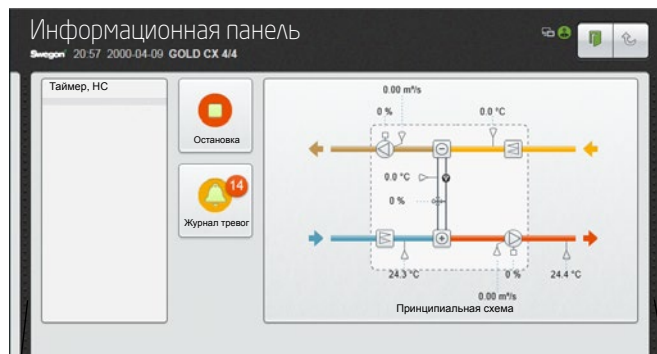 Информационная панель
Swegon 20:57 2000-04-09 GOLD CX 4/4
Таймер, НС
Остановка
14
Журнал тревог
0.00 m³/s
0 %
0.0 °C
0.0 °C
0 %
24.3 °C
0 %
24.4 °C
0.00 m³/s
Принципиальная схема